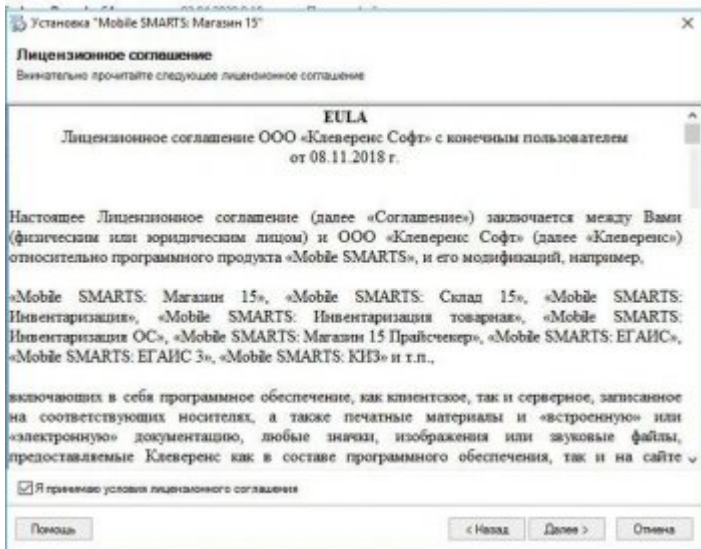 Установка "Mobile SMARTS: Магазин 15"
Лицензионное соглашение
Внимательно прочитайте следующее лицензионное соглашение
EULA
Лицензионное соглашение ООО «Клеверенс Софт» с конечным пользователем
от 08.11.2018 г.
Настоящее Лицензионное соглашение (далее «Соглашение») заключается между Вами
(физическим или юридическим лицом) и ООО «Клеверенс Софт» (далее «Клеверенс»)
относительно программного продукта «Mobile SMARTS», и его модификаций, например,
«Mobile SMARTS: Магазин 15», «Mobile SMARTS: Склад 15», «Mobile SMARTS:
Инвентаризация», «Mobile SMARTS: Инвентаризация товарная», «Mobile SMARTS:
Инвентаризация ОС», «Mobile SMARTS: Магазин 15 Прайсчекер», «Mobile SMARTS: ЕГАИС»,
«Mobile SMARTS: ЕГАИС 3», «Mobile SMARTS: КИЗ» и т.п.,
включающих в себя программное обеспечение, как клиентское, так и серверное, записанное
на соответствующих носителях, а также печатные материалы и «встроенную» или
«электронную» документацию, любые значки, изображения или звуковые файлы,
предоставляемые Клеверенс как в составе программного обеспечения, так и на сайте
Я принимаю условия лицензионного соглашения
Помощь
< Назад
Далее >
Отмена